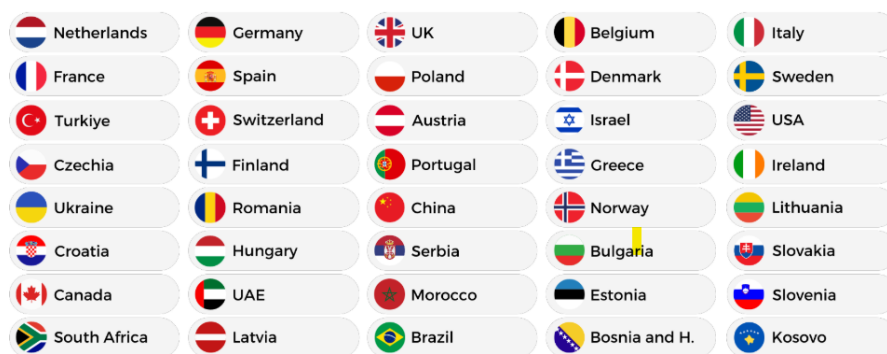 Netherlands Germany UK Belgium Italy
France Spain Poland Denmark Sweden
Turkiye Switzerland Austria Israel USA
Czechia Finland Portugal Greece Ireland
Ukraine Romania China Norway Lithuania
Croatia Hungary Serbia Bulgaria Slovakia
Canada UAE Morocco Estonia Slovenia
South Africa Latvia Brazil Bosnia and H. Kosovo